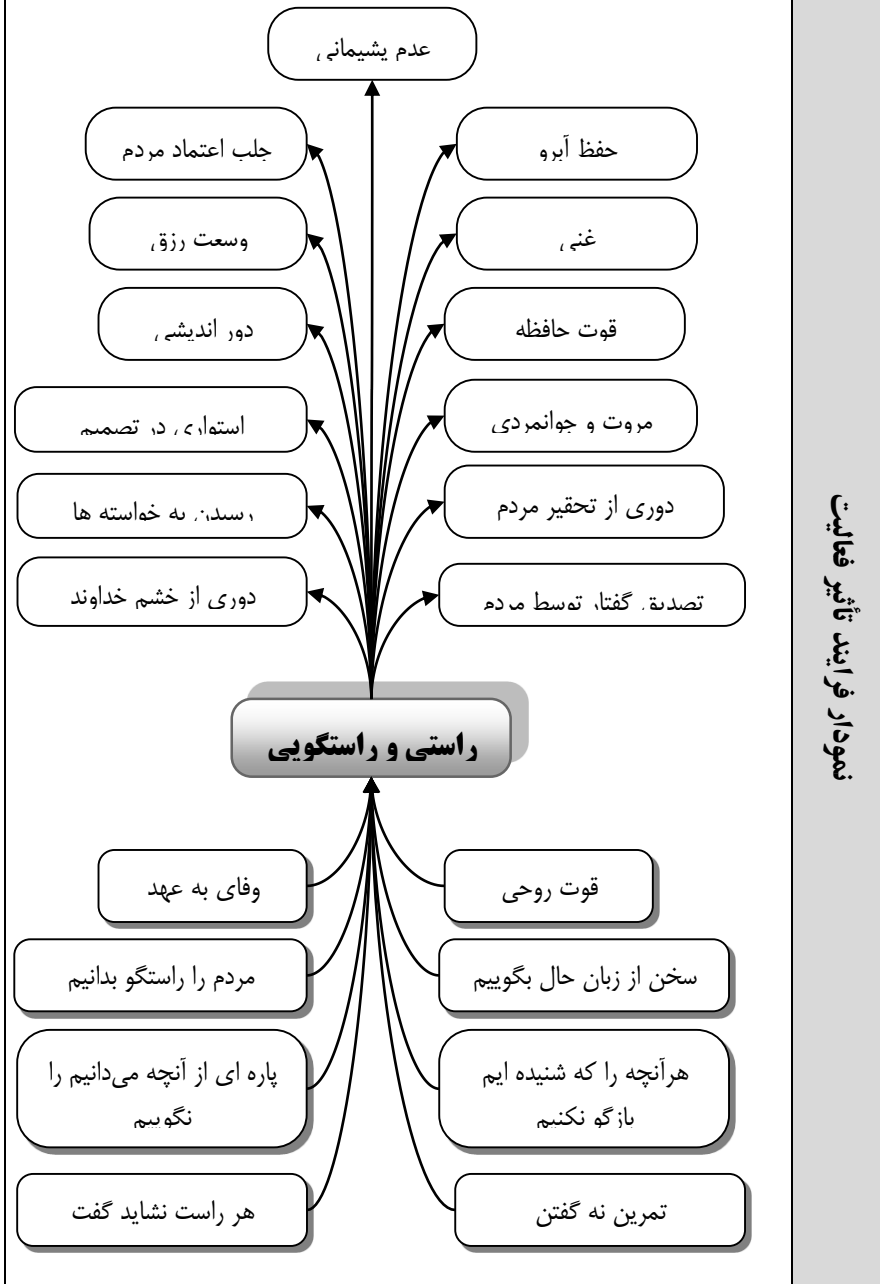 نمودار فرایند تأثیر فعالیت
عدم پشیمانی
حفظ آبرو
جلب اعتماد مردم
غنی
وسعت رزق
قوت حافظه
دور اندیشی
مروت و جوانمردی
استواری در تصمیم
دوری از تحقیر مردم
رسیدن به خواسته ها
تصدیق گفتار توسط مردم
دوری از خشم خداوند
راستی و راستگویی
قوت روحی
وفای به عهد
سخن از زبان حال بگوییم
مردم را راستگو بدانیم
هرآنچه را که شنیده ایم
بازگو نکنیم
پاره ای از آنچه می‌دانیم را
نگوییم
تمرین نه گفتن
هر راست نشاید گفت